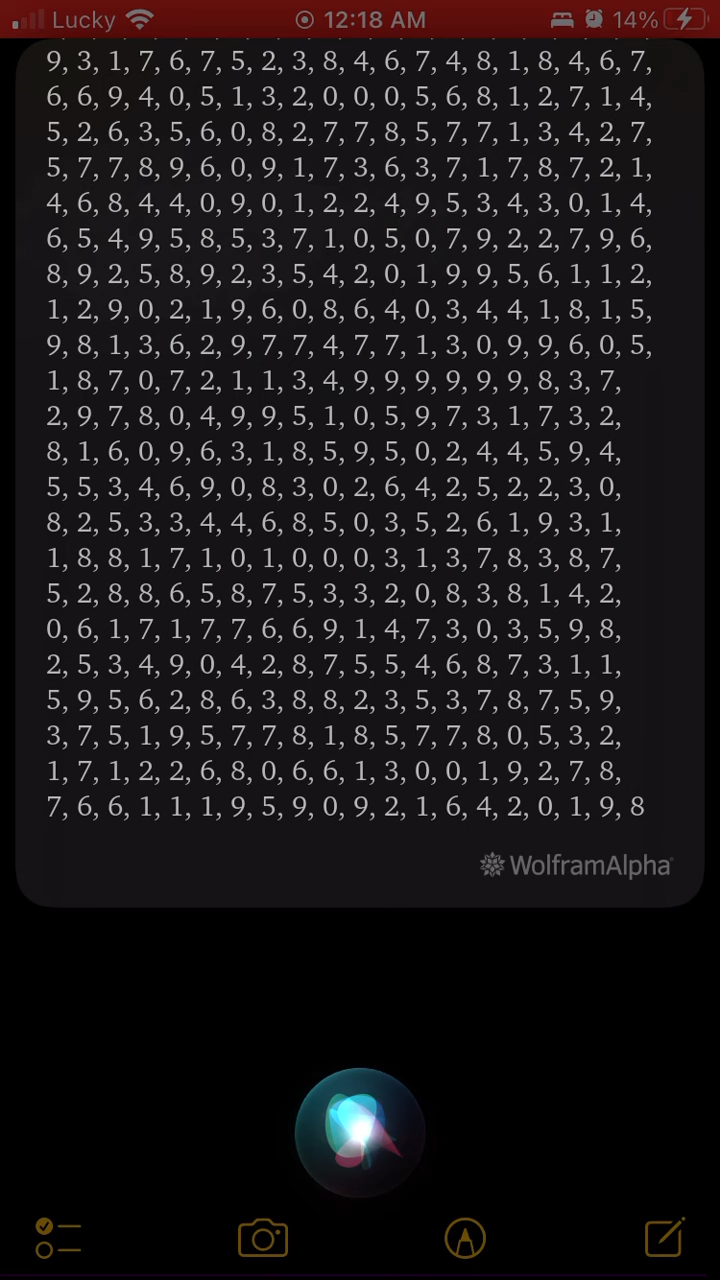 Lucky 12:18 AM 14%
9, 3, 1, 7, 6, 7, 5, 2, 3, 8, 4, 6, 7, 4, 8, 1, 8, 4, 6, 7,
6, 6, 9, 4, 0, 5, 1, 3, 2, 0, 0, 0, 5, 6, 8, 1, 2, 7, 1, 4,
5, 2, 6, 3, 5, 6, 0, 8, 2, 7, 7, 8, 5, 7, 7, 1, 3, 4, 2, 7,
5, 7, 7, 8, 9, 6, 0, 9, 1, 7, 3, 6, 3, 7, 1, 7, 8, 7, 2, 1,
4, 6, 8, 4, 4, 0, 9, 0, 1, 2, 2, 4, 9, 5, 3, 4, 3, 0, 1, 4,
6, 5, 4, 9, 5, 8, 5, 3, 7, 1, 0, 5, 0, 7, 9, 2, 2, 7, 9, 6,
8, 9, 2, 5, 8, 9, 2, 3, 5, 4, 2, 0, 1, 9, 9, 5, 6, 1, 1, 2,
1, 2, 9, 0, 2, 1, 9, 6, 0, 8, 6, 4, 0, 3, 4, 4, 1, 8, 1, 5,
9, 8, 1, 3, 6, 2, 9, 7, 7, 4, 7, 7, 1, 3, 0, 9, 9, 6, 0, 5,
1, 8, 7, 0, 7, 2, 1, 1, 3, 4, 9, 9, 9, 9, 9, 9, 8, 3, 7,
2, 9, 7, 8, 0, 4, 9, 9, 5, 1, 0, 5, 9, 7, 3, 1, 7, 3, 2,
8, 1, 6, 0, 9, 6, 3, 1, 8, 5, 9, 5, 0, 2, 4, 4, 5, 9, 4,
5, 5, 3, 4, 6, 9, 0, 8, 3, 0, 2, 6, 4, 2, 5, 2, 2, 3, 0,
8, 2, 5, 3, 3, 4, 4, 6, 8, 5, 0, 3, 5, 2, 6, 1, 9, 3, 1,
1, 8, 8, 1, 7, 1, 0, 1, 0, 0, 0, 3, 1, 3, 7, 8, 3, 8, 7,
5, 2, 8, 8, 6, 5, 8, 7, 5, 3, 3, 2, 0, 8, 3, 8, 1, 4, 2,
0, 6, 1, 7, 1, 7, 7, 6, 6, 9, 1, 4, 7, 3, 0, 3, 5, 9, 8,
2, 5, 3, 4, 9, 0, 4, 2, 8, 7, 5, 5, 4, 6, 8, 7, 3, 1, 1,
5, 9, 5, 6, 2, 8, 6, 3, 8, 8, 2, 3, 5, 3, 7, 8, 7, 5, 9,
3, 7, 5, 1, 9, 5, 7, 7, 8, 1, 8, 5, 7, 7, 8, 0, 5, 3, 2,
1, 7, 1, 2, 2, 6, 8, 0, 6, 6, 1, 3, 0, 0, 1, 9, 2, 7, 8,
7, 6, 6, 1, 1, 1, 9, 5, 9, 0, 9, 2, 1, 6, 4, 2, 0, 1, 9, 8
WolframAlpha